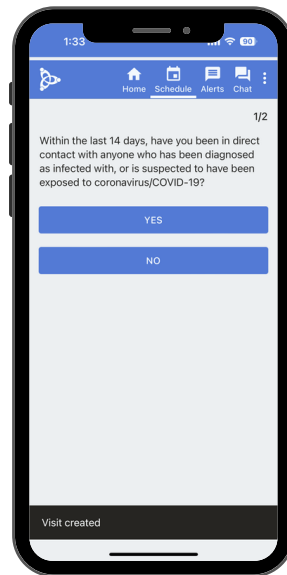 1:33 90
Home Schedule Alerts Chat
1/2
Within the last 14 days, have you been in direct
contact with anyone who has been diagnosed
as infected with, or is suspected to have been
exposed to coronavirus/COVID-19?
YES
NO
Visit created